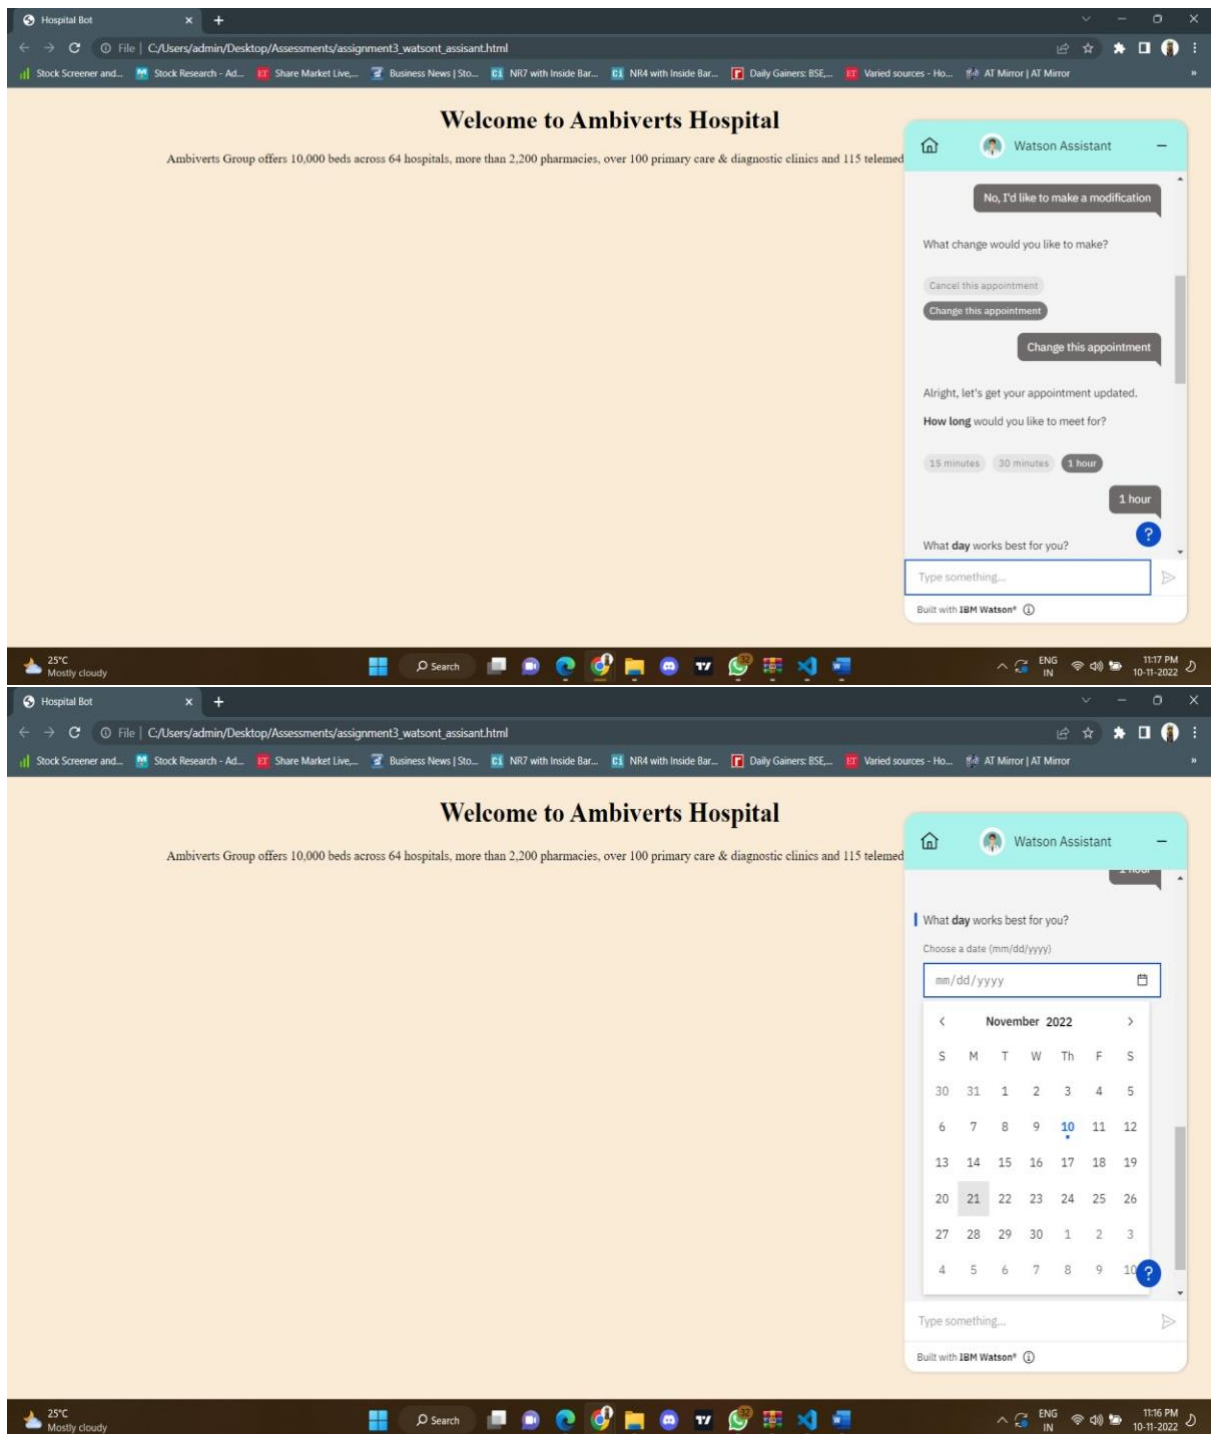 Hospital Bot
File | C:/Users/admin/Desktop/Assessments/assignment3_watsont_assisant.html
Stock Screener and... Stock Research - Ad... Share Market Live,... Business News | Sto... NR7 with Inside Bar... NR4 with Inside Bar... Daily Gainers: BSE,... Varied sources - Ho... AT Mirror | AT Mirror
Welcome to Ambiverts Hospital
Ambiverts Group offers 10,000 beds across 64 hospitals, more than 2,200 pharmacies, over 100 primary care & diagnostic clinics and 115 telemed
Watson Assistant
No, I'd like to make a modification
What change would you like to make?
Cancel this appointment
Change this appointment
Change this appointment
Alright, let's get your appointment updated.
How long would you like to meet for?
15 minutes 30 minutes 1 hour
1 hour
What day works best for you?
Type something...
Built with IBM Watson®
25°C
Mostly cloudy
Search
ENG
IN
11:17 PM
10-11-2022
Hospital Bot
File | C:/Users/admin/Desktop/Assessments/assignment3_watsont_assisant.html
Stock Screener and... Stock Research - Ad... Share Market Live,... Business News | Sto... NR7 with Inside Bar... NR4 with Inside Bar... Daily Gainers: BSE,... Varied sources - Ho... AT Mirror | AT Mirror
Welcome to Ambiverts Hospital
Ambiverts Group offers 10,000 beds across 64 hospitals, more than 2,200 pharmacies, over 100 primary care & diagnostic clinics and 115 telemed
Watson Assistant
1 hour
What day works best for you?
Choose a date (mm/dd/yyyy)
mm/dd/yyyy
November 2022
S M T W Th F S
30 31 1 2 3 4 5
6 7 8 9 10 11 12
13 14 15 16 17 18 19
20 21 22 23 24 25 26
27 28 29 30 1 2 3
4 5 6 7 8 9 10
?
Type something...
Built with IBM Watson®
25°C
Mostly cloudy
Search
ENG
IN
11:16 PM
10-11-2022